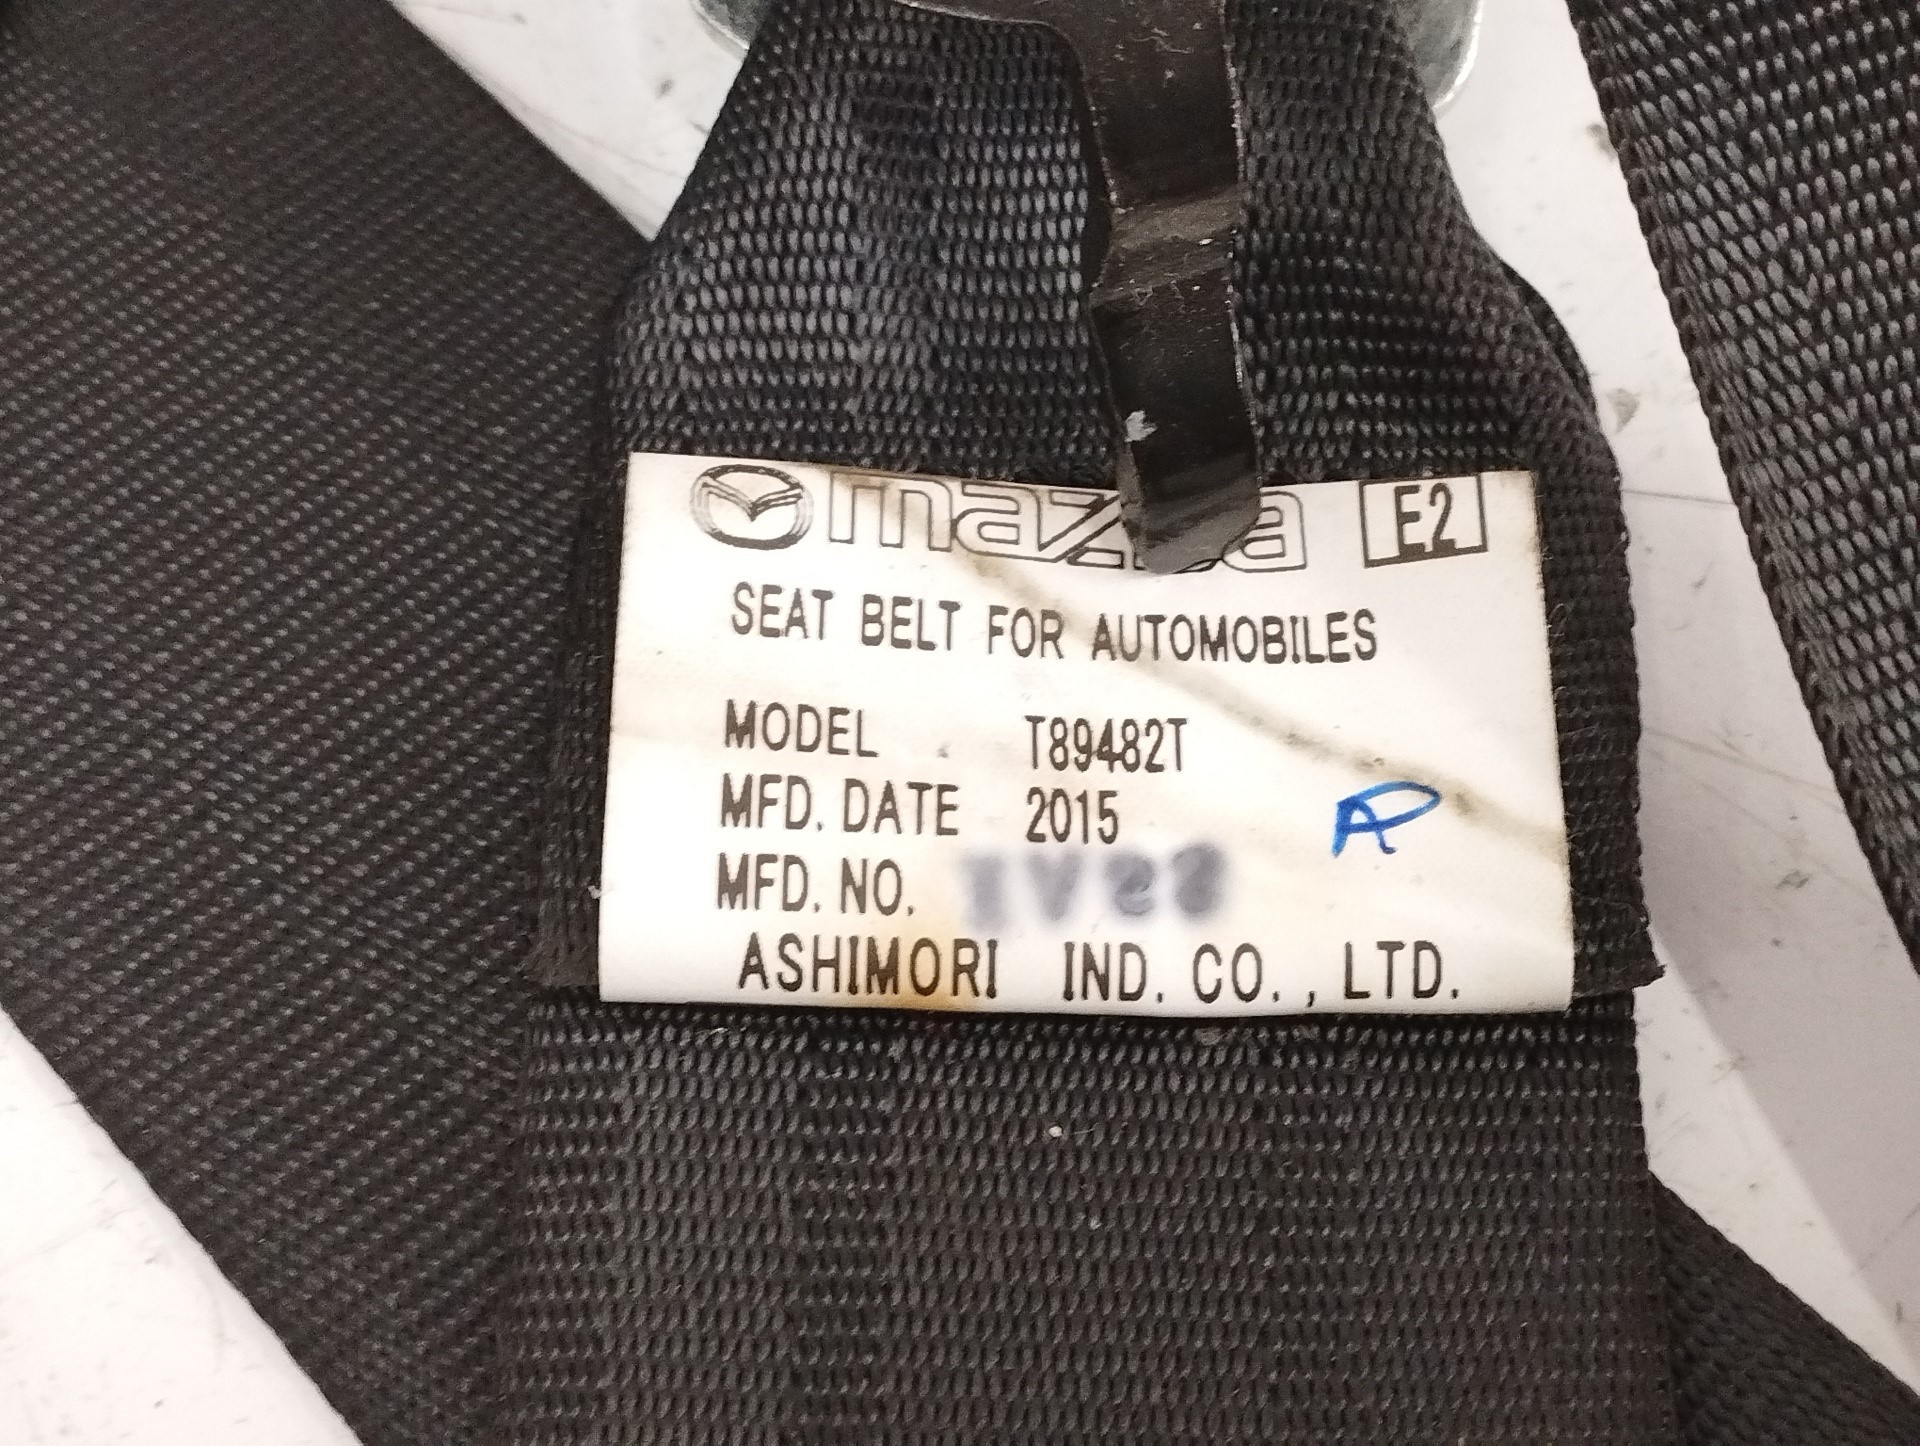 mazda E2
SEAT BELT FOR AUTOMOBILES
MODEL T89482T
MFD. DATE 2015
MFD. NO.
ASHIMORI IND. CO., LTD.